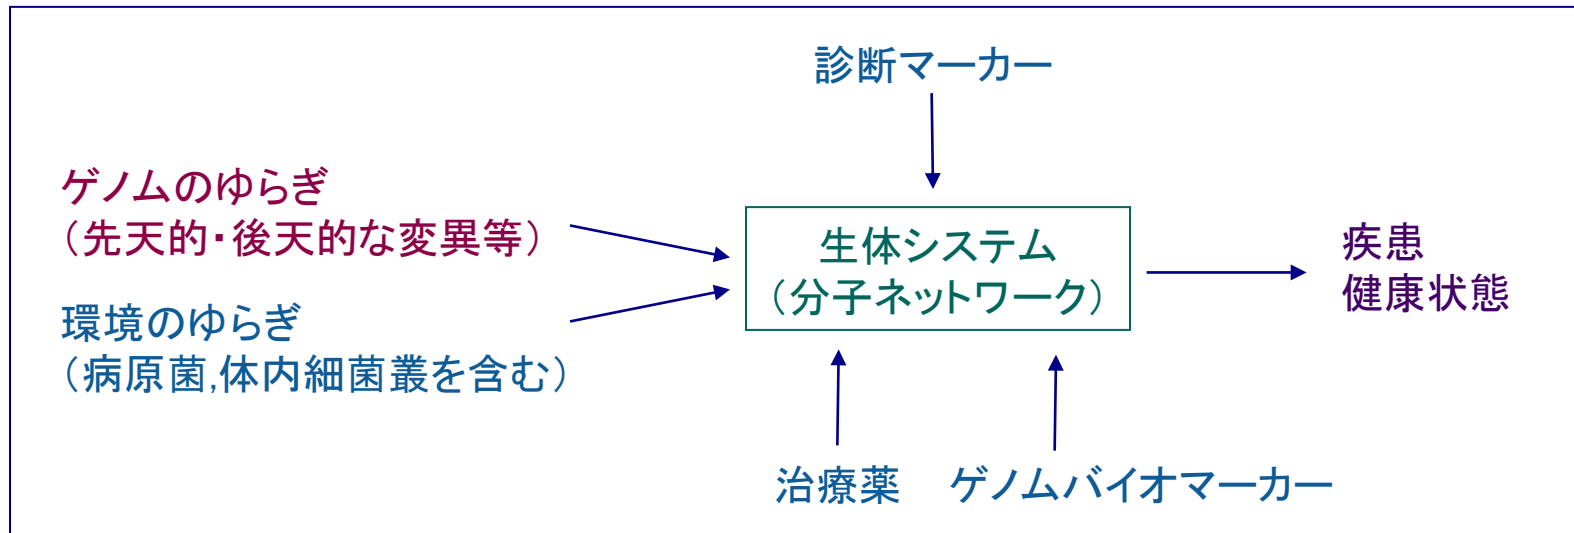 診断マーカー
ゲノムのゆらぎ
（先天的・後天的な変異等）
環境のゆらぎ
（病原菌,体内細菌叢を含む）
生体システム
（分子ネットワーク）
疾患
健康状態
治療薬
ゲノムバイオマーカー